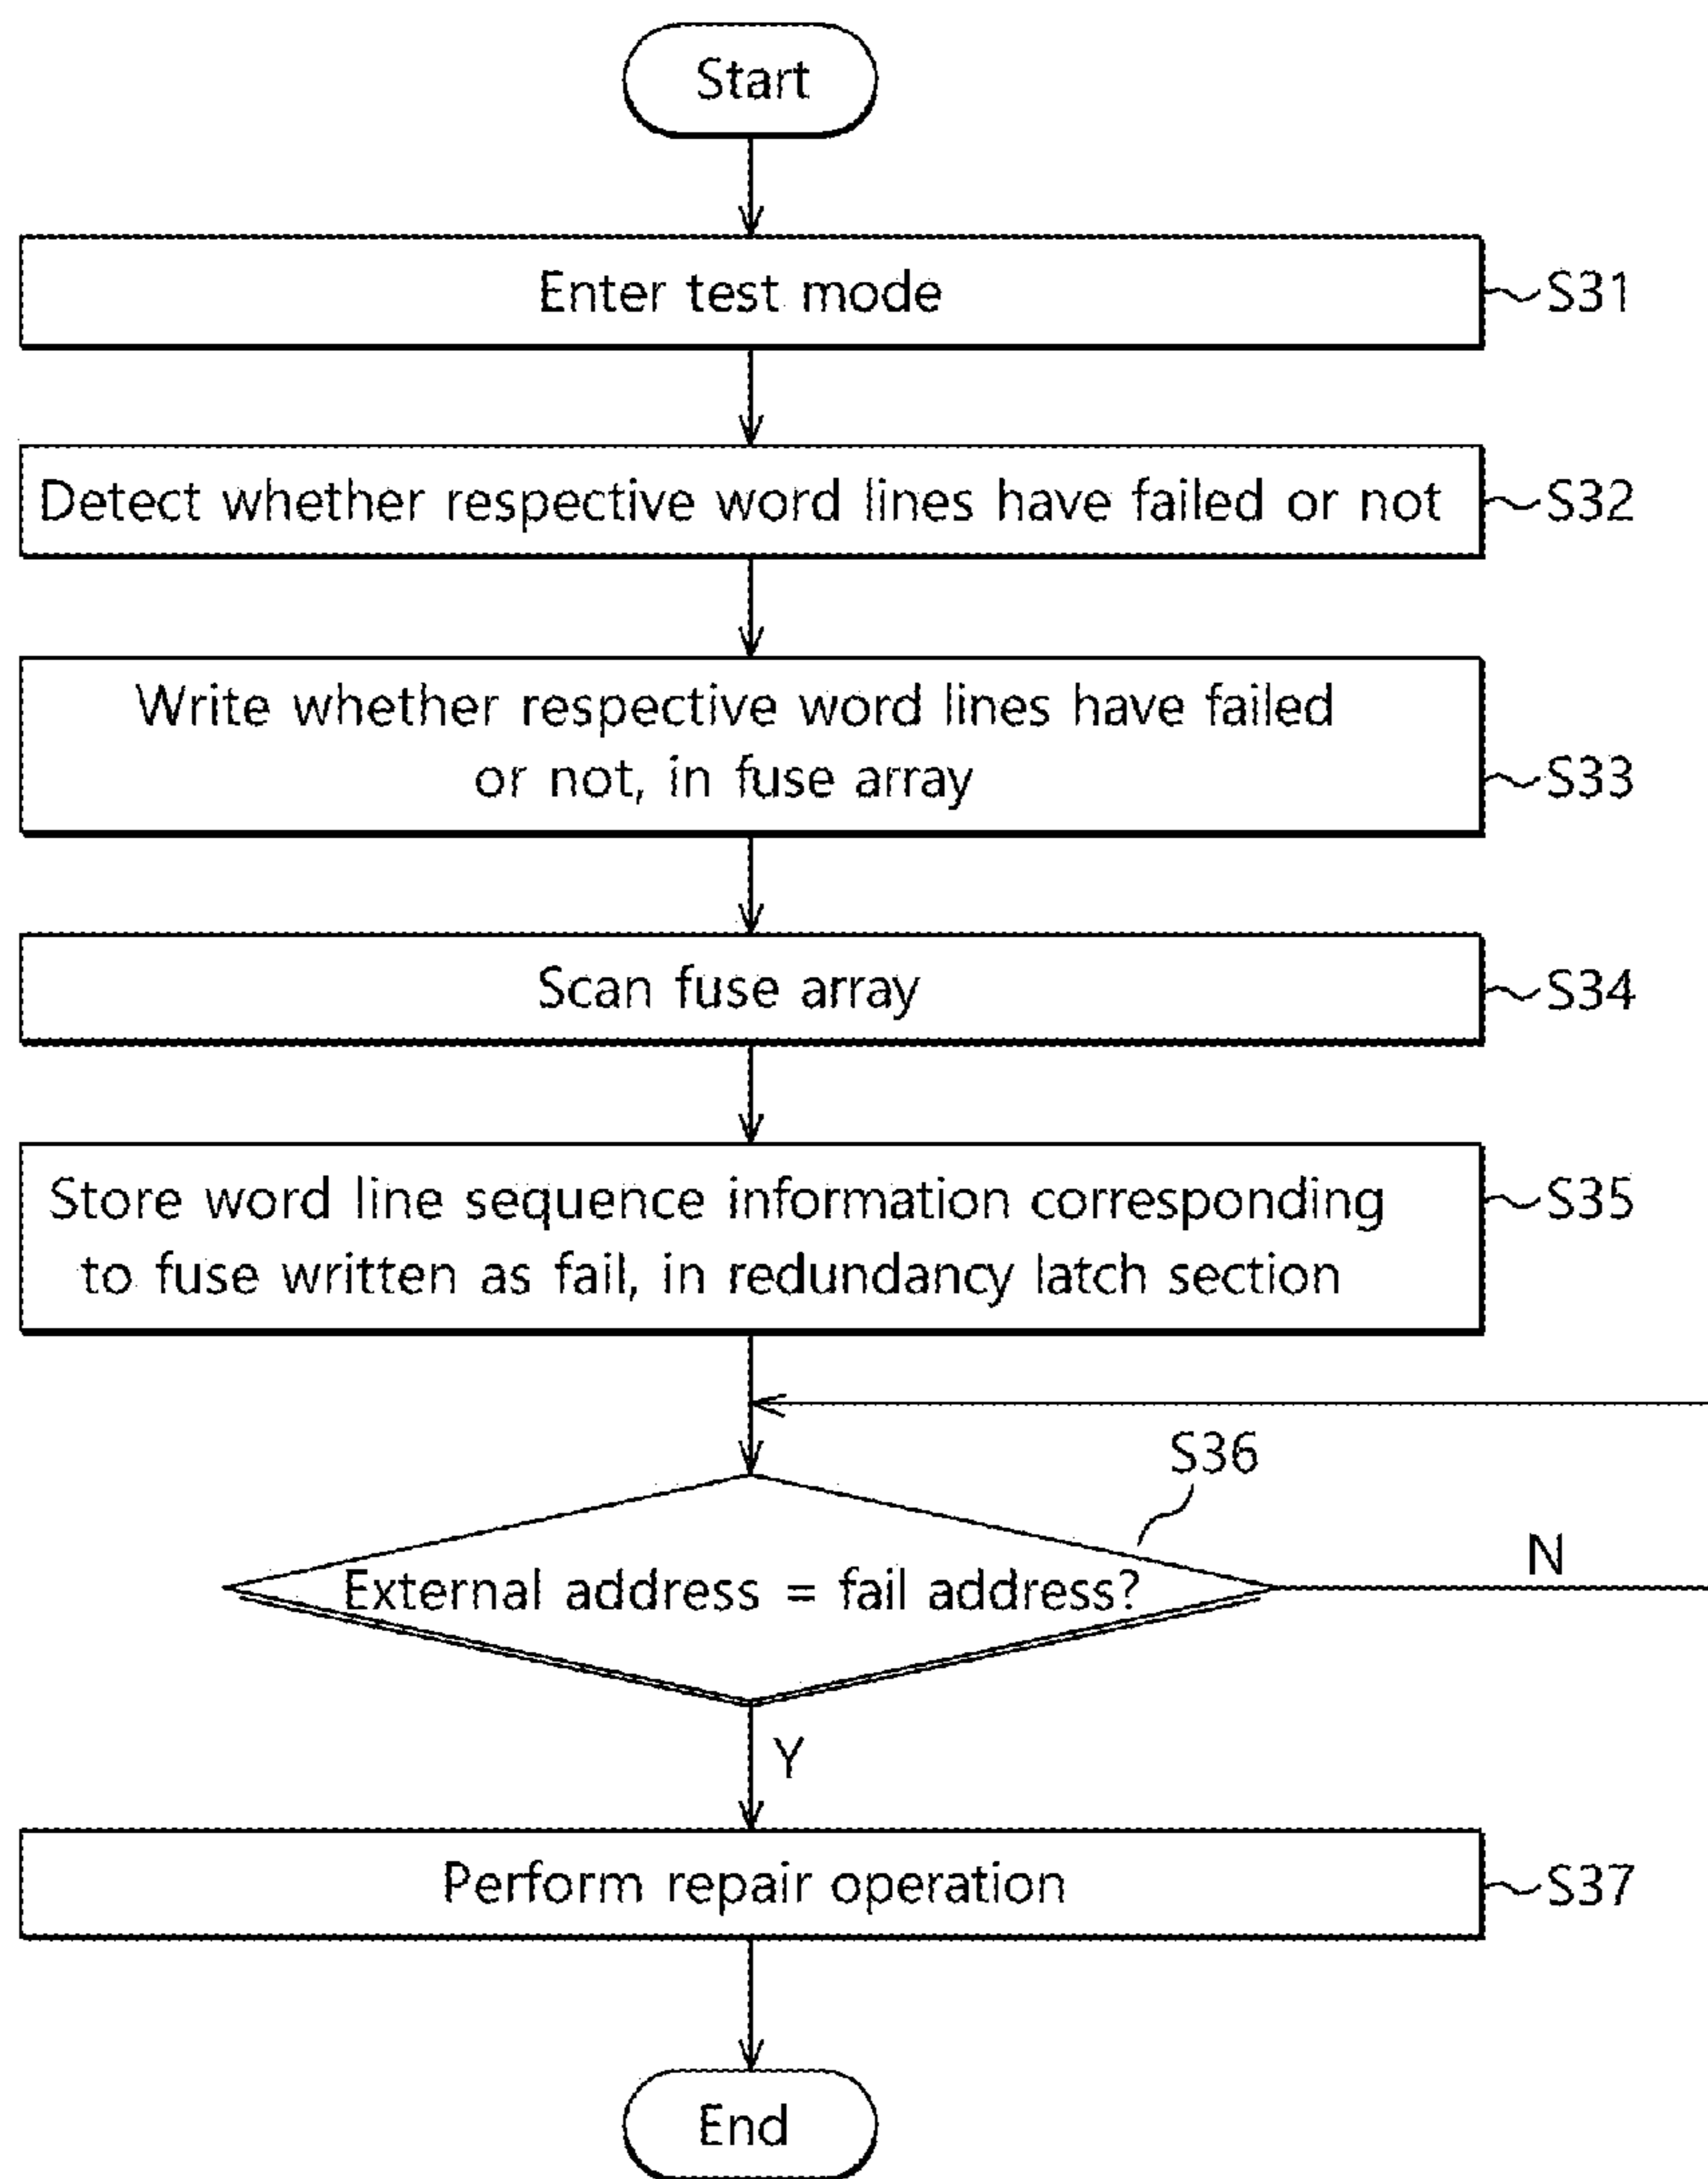 Start
Enter test mode
S31
Detect whether respective word lines have failed or not
S32
Write whether respective word lines have failed
or not, in fuse array
S33
Scan fuse array
S34
Store word line sequence information corresponding
to fuse written as fail, in redundancy latch section
S35
S36
External address = fail address?
N
Y
Perform repair operation
S37
End